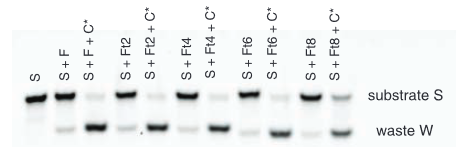 S
S + F
S + F + C*
S + Ft2
S + Ft2 + C*
S + Ft4
S + Ft4 + C*
S + Ft6
S + Ft6 + C*
S + Ft8
S + Ft8 + C*
substrate S
waste W